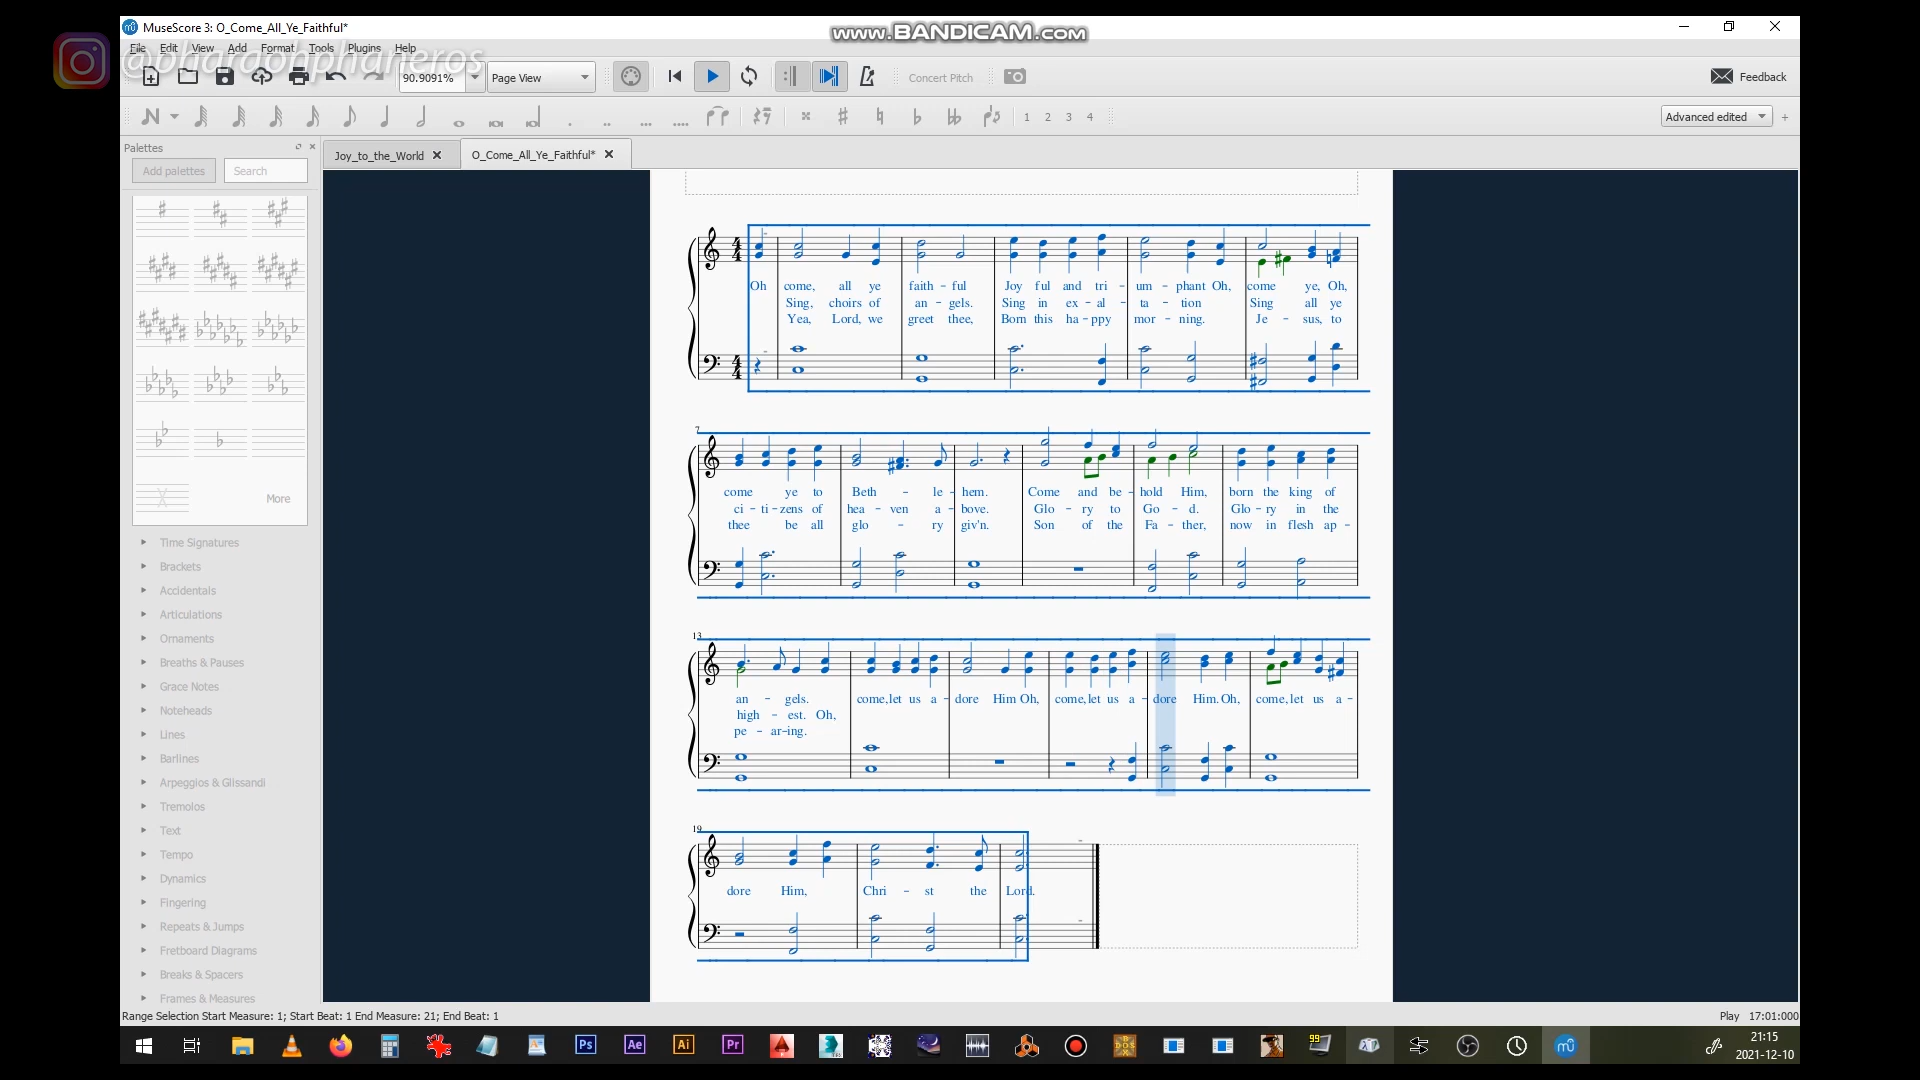 MuseScore 3: O_Come_All_Ye_Faithful*
www.BANDICAM.com
@pharaohphaneros
File Edit View Add Format Tools Plugins Help
90.9091% Page View Concert Pitch Feedback
1 2 3 4 Advanced edited +
Palettes
Joy_to_the_World O_Come_All_Ye_Faithful*
Add palettes Search
More
Time Signatures
Brackets
Accidentals
Articulations
Ornaments
Breaths & Pauses
Grace Notes
Noteheads
Lines
Barlines
Arpeggios & Glissandi
Tremolos
Text
Tempo
Dynamics
Fingering
Repeats & Jumps
Fretboard Diagrams
Breaks & Spacers
Frames & Measures
Oh come, all ye faith - ful Joy ful and tri - um - phant Oh, come ye, Oh,
Sing, choirs of an - gels. Sing in ex - al - ta - tion Sing all ye
Yea, Lord, we greet thee, Born this ha - ppy mor - ning. Je - sus, to
7
come ye to Beth - le - hem. Come and be - hold Him, born the king of
ci - ti - zens of hea - ven a - bove. Glo - ry to Go - d. Glo - ry in the
thee be all glo - ry giv'n. Son of the Fa - ther, now in flesh ap -
13
an - gels. come, let us a - dore Him Oh, come, let us a - dore Him. Oh, come, let us a -
high - est. Oh,
pe - ar-ing.
19
dore Him, Chri - st the Lord.
Range Selection Start Measure: 1; Start Beat: 1 End Measure: 21; End Beat: 1 Play 17:01:000
Ps Ae Ai Pr 99
21:15
2021-12-10